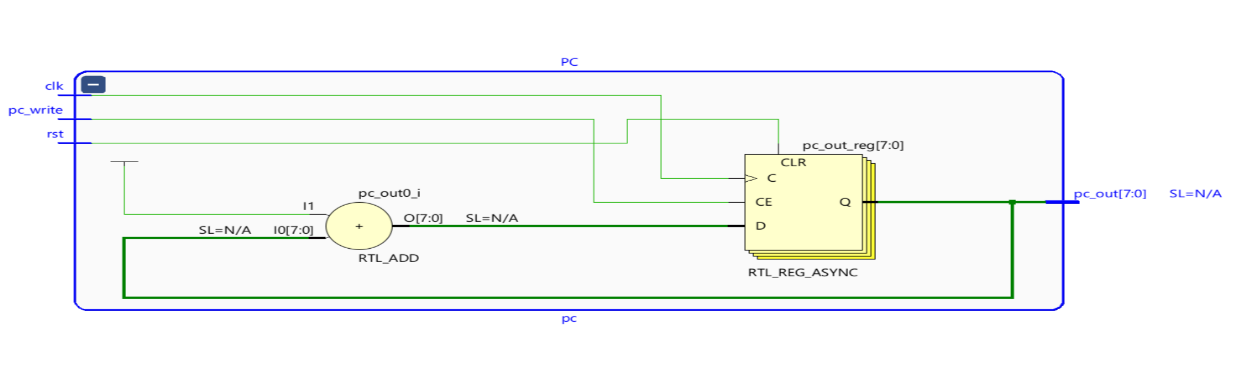 PC
clk
pc_write
rst
pc_out_reg[7:0]
CLR
C
CE
Q
D
pc_out[7:0] SL=N/A
pc_out0_i
I1
SL=N/A I0[7:0]
+
O[7:0] SL=N/A
RTL_ADD
RTL_REG_ASYNC
pc